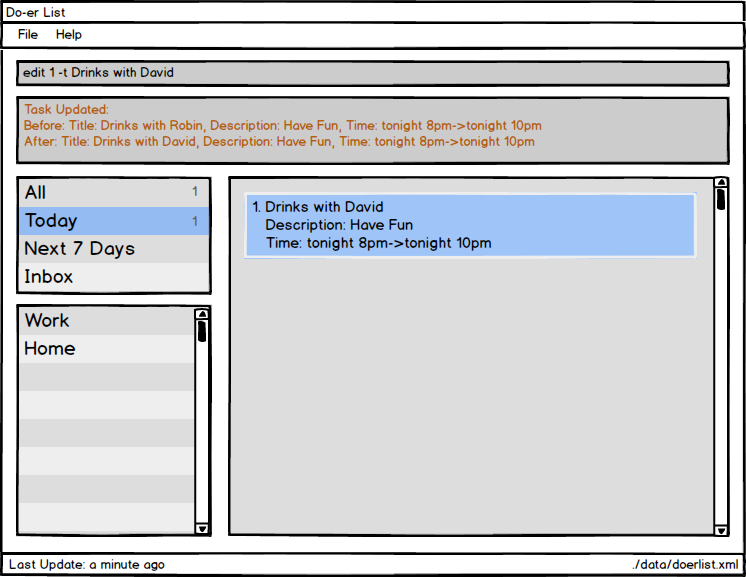 Do-er List
File Help
edit 1 -t Drinks with David
Task Updated:
Before: Title: Drinks with Robin, Description: Have Fun, Time: tonight 8pm->tonight 10pm
After: Title: Drinks with David, Description: Have Fun, Time: tonight 8pm->tonight 10pm
All 1
Today 1
Next 7 Days
Inbox
Work
Home
1. Drinks with David
Description: Have Fun
Time: tonight 8pm->tonight 10pm
Last Update: a minute ago
./data/doerlist.xml